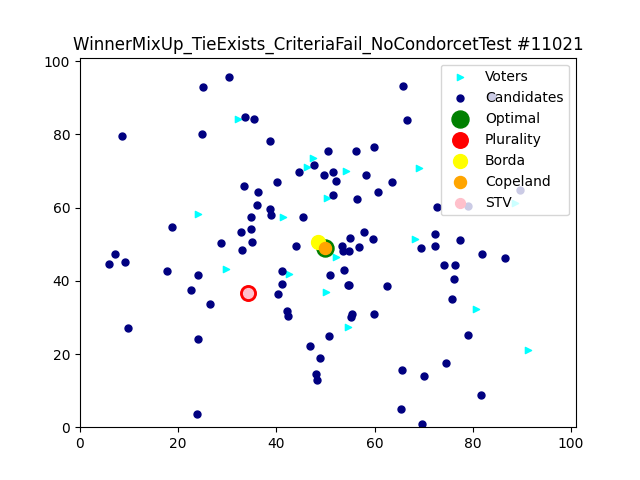 WinnerMixUp_TieExists_CriteriaFail_NoCondorcetTest #11021
Voters
Candidates
Optimal
Plurality
Borda
Copeland
STV
100
80
60
40
20
0
0 20 40 60 80 100